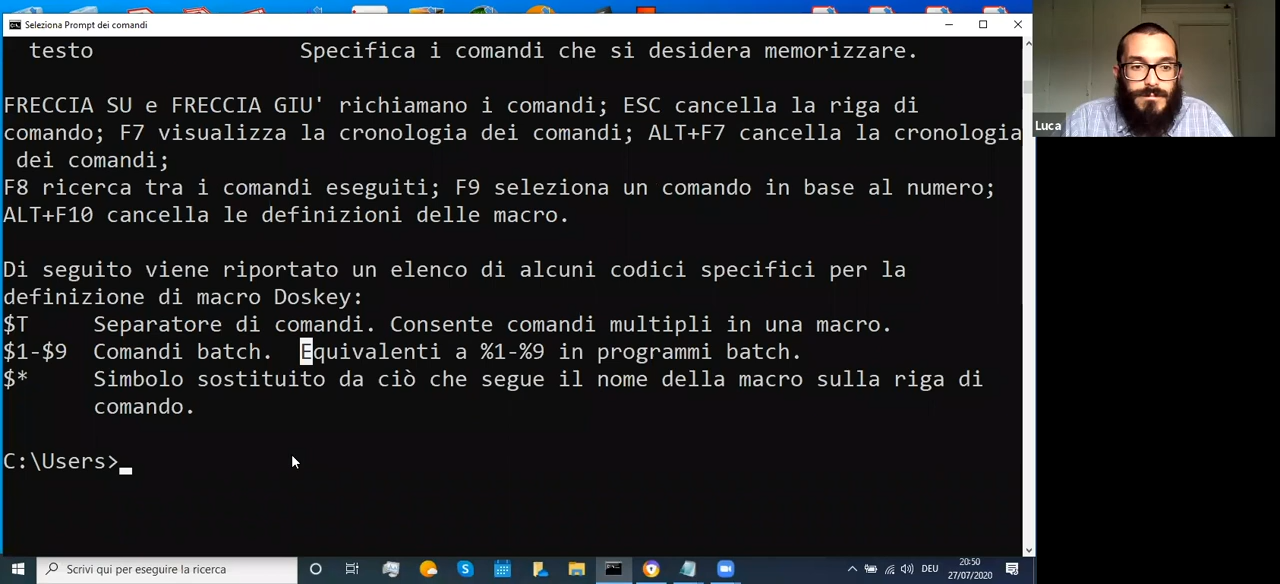 Seleziona Prompt dei comandi
testo Specifica i comandi che si desidera memorizzare.
FRECCIA SU e FRECCIA GIU' richiamano i comandi; ESC cancella la riga di
comando; F7 visualizza la cronologia dei comandi; ALT+F7 cancella la cronologia
dei comandi;
F8 ricerca tra i comandi eseguiti; F9 seleziona un comando in base al numero;
ALT+F10 cancella le definizioni delle macro.
Di seguito viene riportato un elenco di alcuni codici specifici per la
definizione di macro Doskey:
$T Separatore di comandi. Consente comandi multipli in una macro.
$1-$9 Comandi batch. Equivalenti a %1-%9 in programmi batch.
$* Simbolo sostituito da ciò che segue il nome della macro sulla riga di
comando.
C:\Users>
Luca
Scrivi qui per eseguire la ricerca
DEU
20:50
27/07/2020